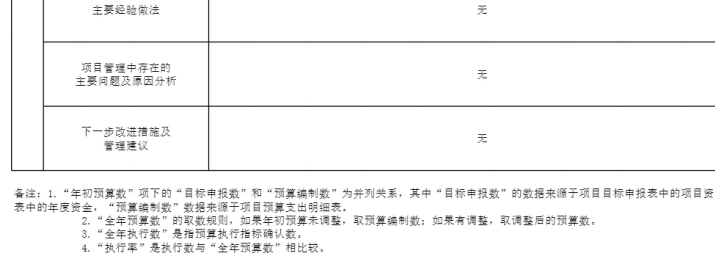 主要经验做法
无
项目管理中存在的
主要问题及原因分析
无
下一步改进措施及
管理建议
无
备注：1.“年初预算数”项下的“目标申报数”和“预算编制数”为并列关系，其中“目标申报数”的数据来源于项目目标申报表中的项目资
表中的年度资金，“预算编制数”数据来源于项目预算支出明细表。
2.“全年预算数”的取数规则，如果年初预算未调整，取预算编制数；如果有调整，取调整后的预算数。
3.“全年执行数”是指预算执行指标确认数。
4.“执行率”是执行数与“全年预算数”相比较。